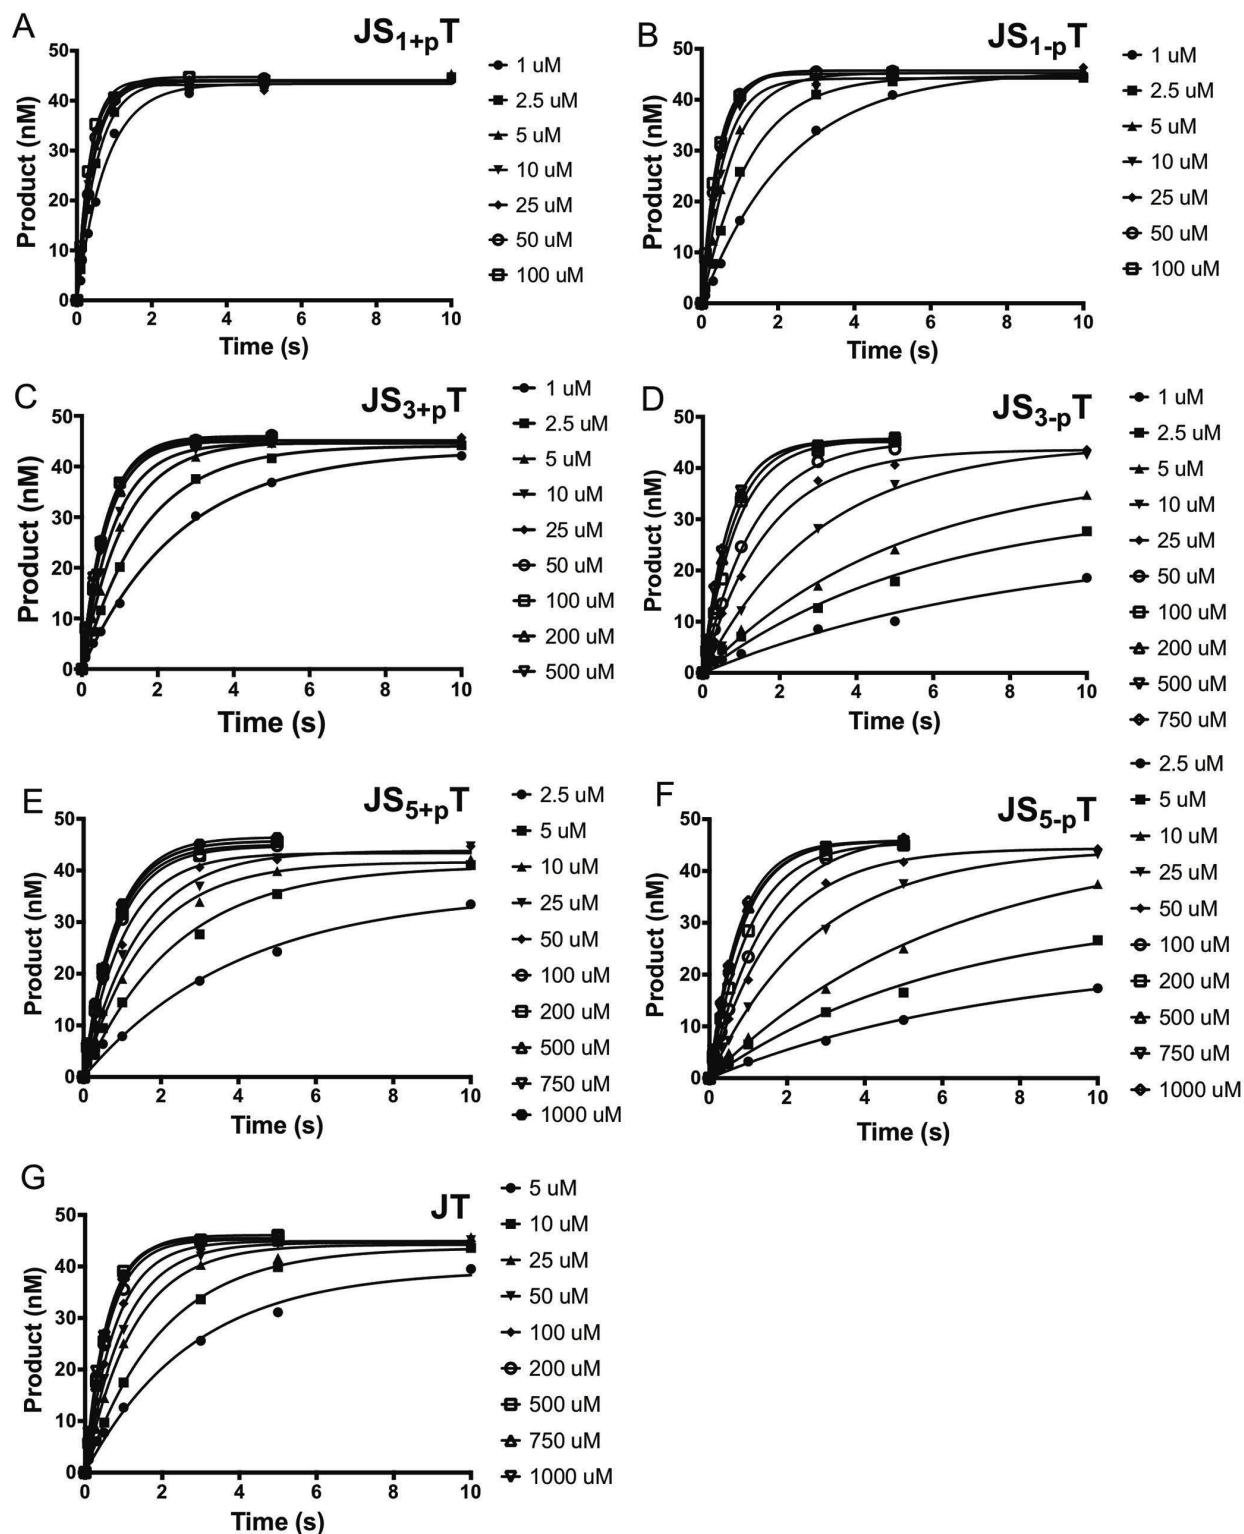 A
JS1+pT
50
40
30
20
10
0
Product (nM)
0 2 4 6 8 10
Time (s)
1 uM
2.5 uM
5 uM
10 uM
25 uM
50 uM
100 uM
B
JS1-pT
50
40
30
20
10
0
Product (nM)
0 2 4 6 8 10
Time (s)
1 uM
2.5 uM
5 uM
10 uM
25 uM
50 uM
100 uM
C
JS3+pT
50
40
30
20
10
0
Product (nM)
0 2 4 6 8 10
Time (s)
1 uM
2.5 uM
5 uM
10 uM
25 uM
50 uM
100 uM
200 uM
500 uM
D
JS3-pT
50
40
30
20
10
0
Product (nM)
0 2 4 6 8 10
Time (s)
1 uM
2.5 uM
5 uM
10 uM
25 uM
50 uM
100 uM
200 uM
500 uM
750 uM
E
JS5+pT
50
40
30
20
10
0
Product (nM)
0 2 4 6 8 10
Time (s)
2.5 uM
5 uM
10 uM
25 uM
50 uM
100 uM
200 uM
500 uM
750 uM
1000 uM
F
JS5-pT
50
40
30
20
10
0
Product (nM)
0 2 4 6 8 10
Time (s)
2.5 uM
5 uM
10 uM
25 uM
50 uM
100 uM
200 uM
500 uM
750 uM
1000 uM
G
JT
50
40
30
20
10
0
Product (nM)
0 2 4 6 8 10
Time (s)
5 uM
10 uM
25 uM
50 uM
100 uM
200 uM
500 uM
750 uM
1000 uM